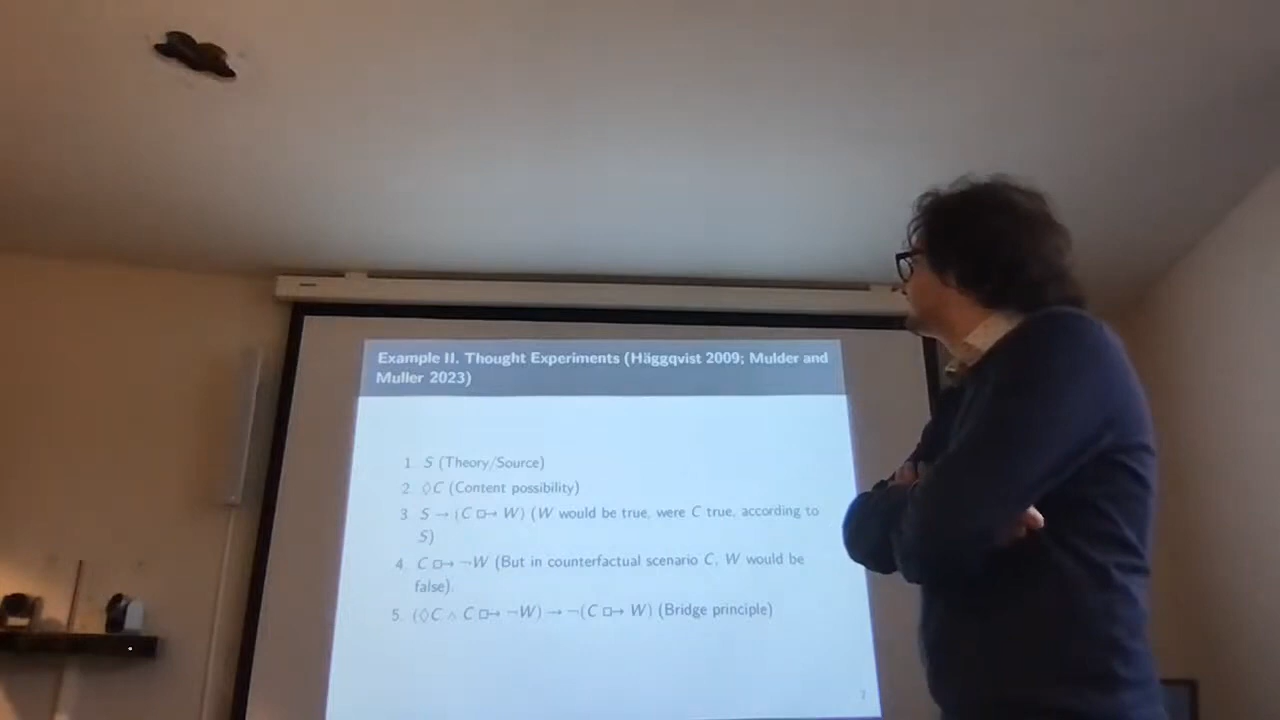 Example II. Thought Experiments (Häggqvist 2009; Mulder and
Muller 2023)
1. S (Theory/Source)
2. ◊C (Content possibility)
3. S → (C □→ W) (W would be true, were C true, according to
S)
4. C □→ ¬W (But in counterfactual scenario C, W would be
false).
5. (◊C ∧ C □→ ¬W) → ¬(C □→ W) (Bridge principle)